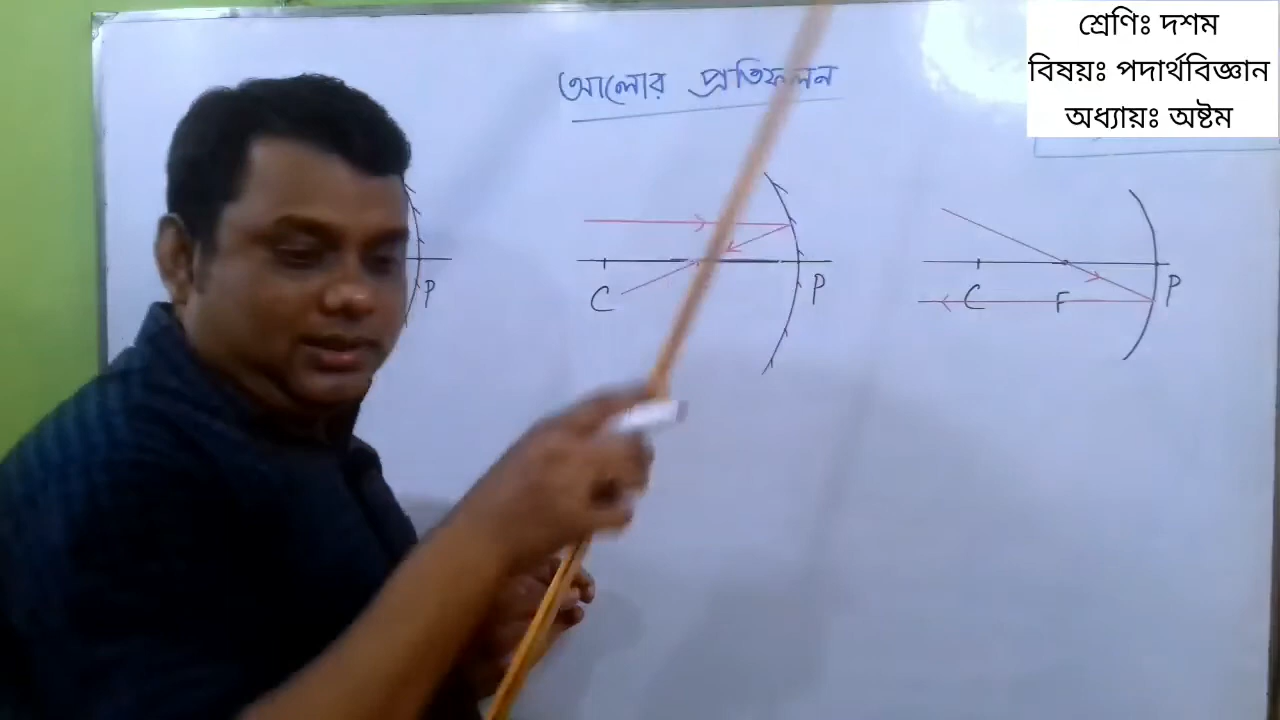 শ্রেণিঃ দশম
বিষয়ঃ পদার্থবিজ্ঞান
অধ্যায়ঃ অষ্টম
আলোর প্রতিফলন
P
C
P
C
F
P